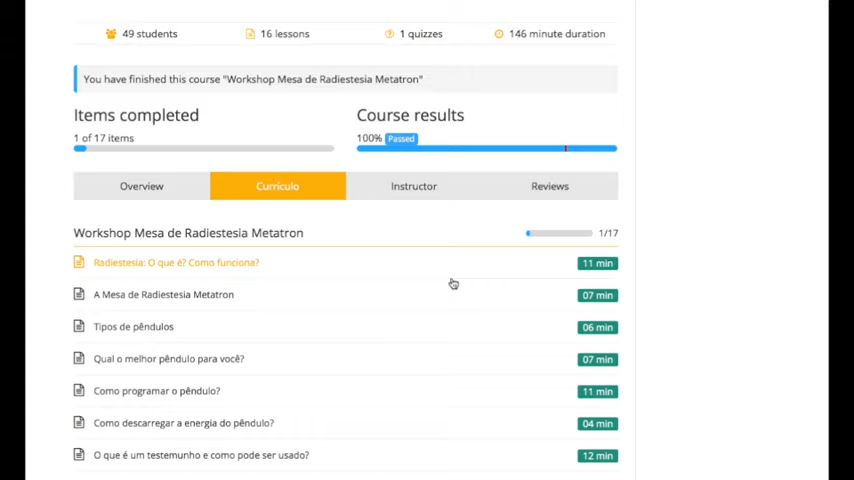 49 students 16 lessons 1 quizzes 146 minute duration
You have finished this course "Workshop Mesa de Radiestesia Metatron"
Items completed Course results
1 of 17 items 100% Passed
Overview Currículo Instructor Reviews
Workshop Mesa de Radiestesia Metatron 1/17
Radiestesia: O que é? Como funciona? 11 min
A Mesa de Radiestesia Metatron 07 min
Tipos de pêndulos 06 min
Qual o melhor pêndulo para você? 07 min
Como programar o pêndulo? 11 min
Como descarregar a energia do pêndulo? 04 min
O que é um testemunho e como pode ser usado? 12 min